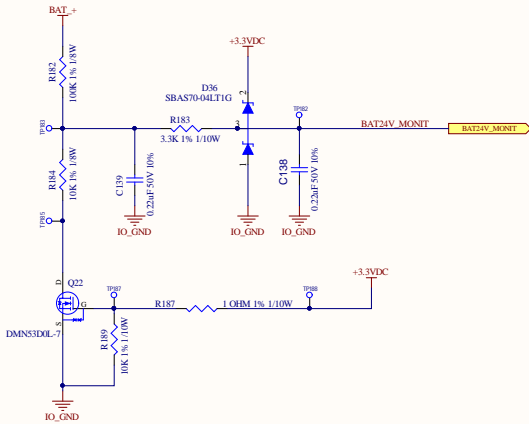 BAT_+
+3.3VDC
R182
100K 1% 1/8W
D36
SBAS70-04LT1G
2
TP183
R183
3
TP182
BAT24V_MONIT
BAT24V_MONIT
3.3K 1% 1/10W
R184
10K 1% 1/8W
C139
0.22uF 50V 10%
1
C138
0.22uF 50V 10%
IO_GND
IO_GND
IO_GND
TP185
D
Q22
G
S
DMN53D0L-7
TP187
R187
1 OHM 1% 1/10W
TP188
+3.3VDC
R189
10K 1% 1/10W
IO_GND